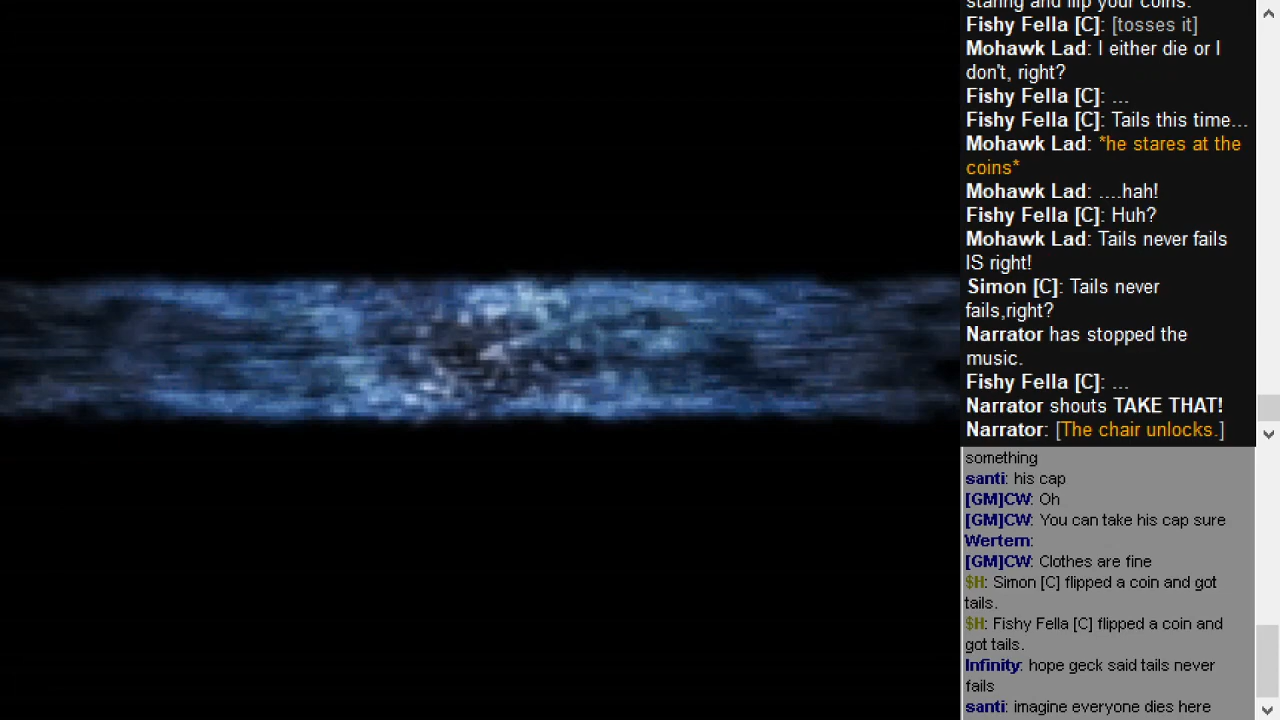 staring and flip your coins.
Fishy Fella [C]: [tosses it]
Mohawk Lad: I either die or I
don't, right?
Fishy Fella [C]: ...
Fishy Fella [C]: Tails this time...
Mohawk Lad: *he stares at the
coins*
Mohawk Lad: ....hah!
Fishy Fella [C]: Huh?
Mohawk Lad: Tails never fails
IS right!
Simon [C]: Tails never
fails,right?
Narrator has stopped the
music.
Fishy Fella [C]: ...
Narrator shouts TAKE THAT!
Narrator: [The chair unlocks.]
something
santi: his cap
[GM]CW: Oh
[GM]CW: You can take his cap sure
Wertern:
[GM]CW: Clothes are fine
$H: Simon [C] flipped a coin and got
tails.
$H: Fishy Fella [C] flipped a coin and
got tails.
Infinity: hope geck said tails never
fails
santi: imagine everyone dies here